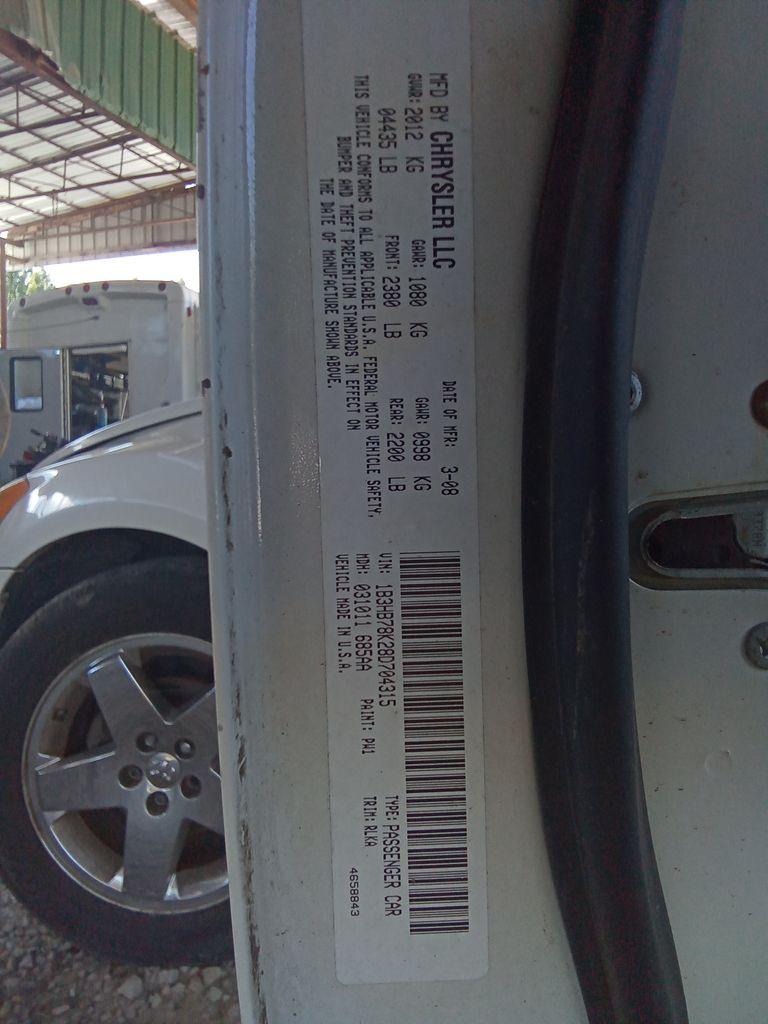 MFD BY CHRYSLER LLC
DATE OF MFR: 3-08
GVWR: 2012 KG GAWR: 1080 KG GAWR: 0998 KG
04435 LB FRONT: 2380 LB REAR: 2200 LB
THIS VEHICLE CONFORMS TO ALL APPLICABLE U.S.A. FEDERAL MOTOR VEHICLE SAFETY,
BUMPER AND THEFT PREVENTION STANDARDS IN EFFECT ON
THE DATE OF MANUFACTURE SHOWN ABOVE.
VIN: 1B3HB78K28D704315 TYPE: PASSENGER CAR
MDH: 031011 685AA PAINT: PW1 TRIM: RLKA
VEHICLE MADE IN U.S.A.
4658843